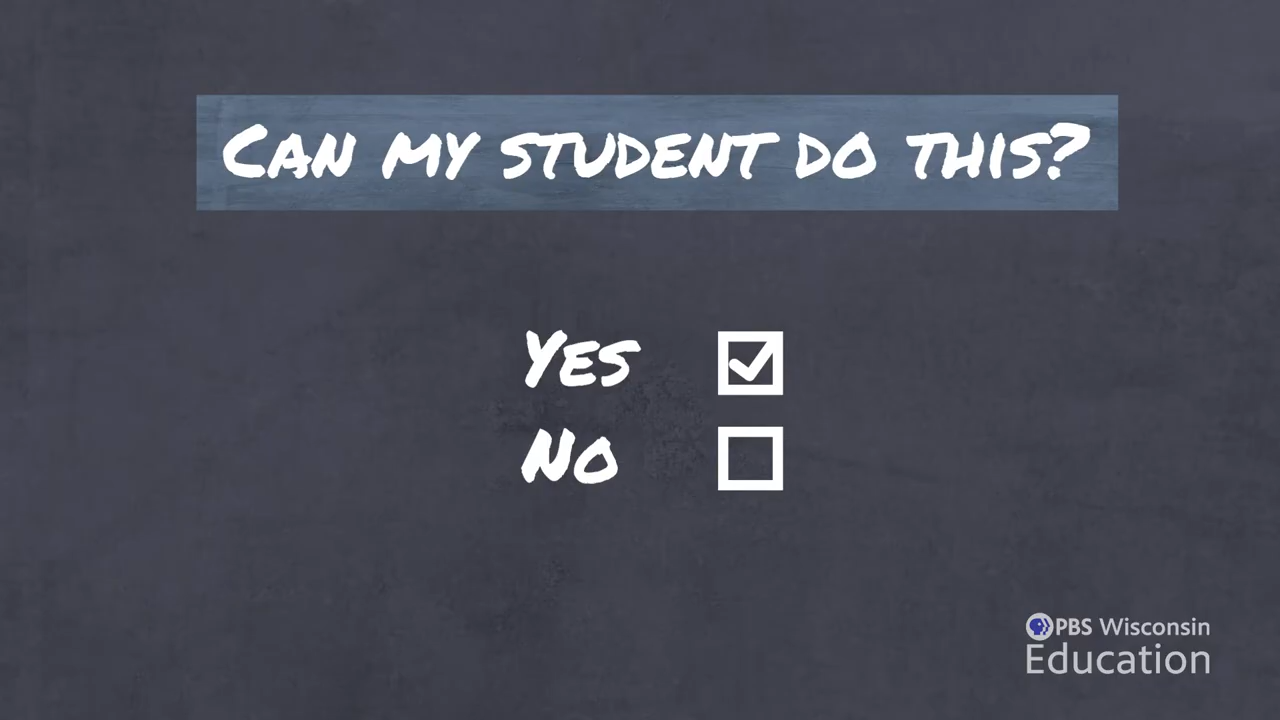 CAN MY STUDENT DO THIS?
YES
NO
PBS Wisconsin
Education